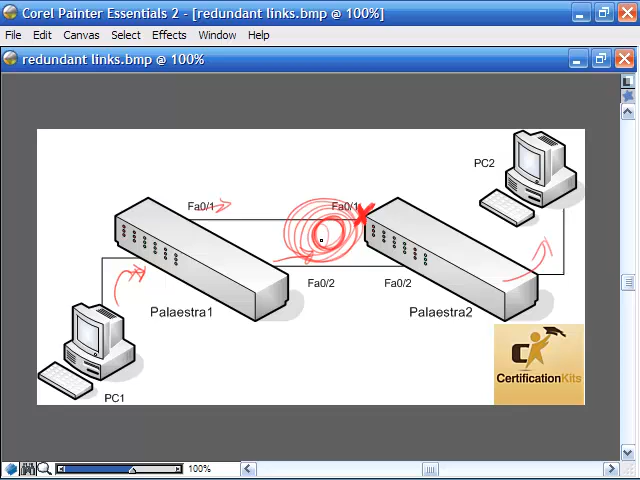 Corel Painter Essentials 2 - [redundant links.bmp @ 100%]
File Edit Canvas Select Effects Window Help
redundant links.bmp @ 100%
PC2
Fa0/1 Fa0/1
Fa0/2 Fa0/2
Palaestra1 Palaestra2
CK
CertificationKits
PC1
100%